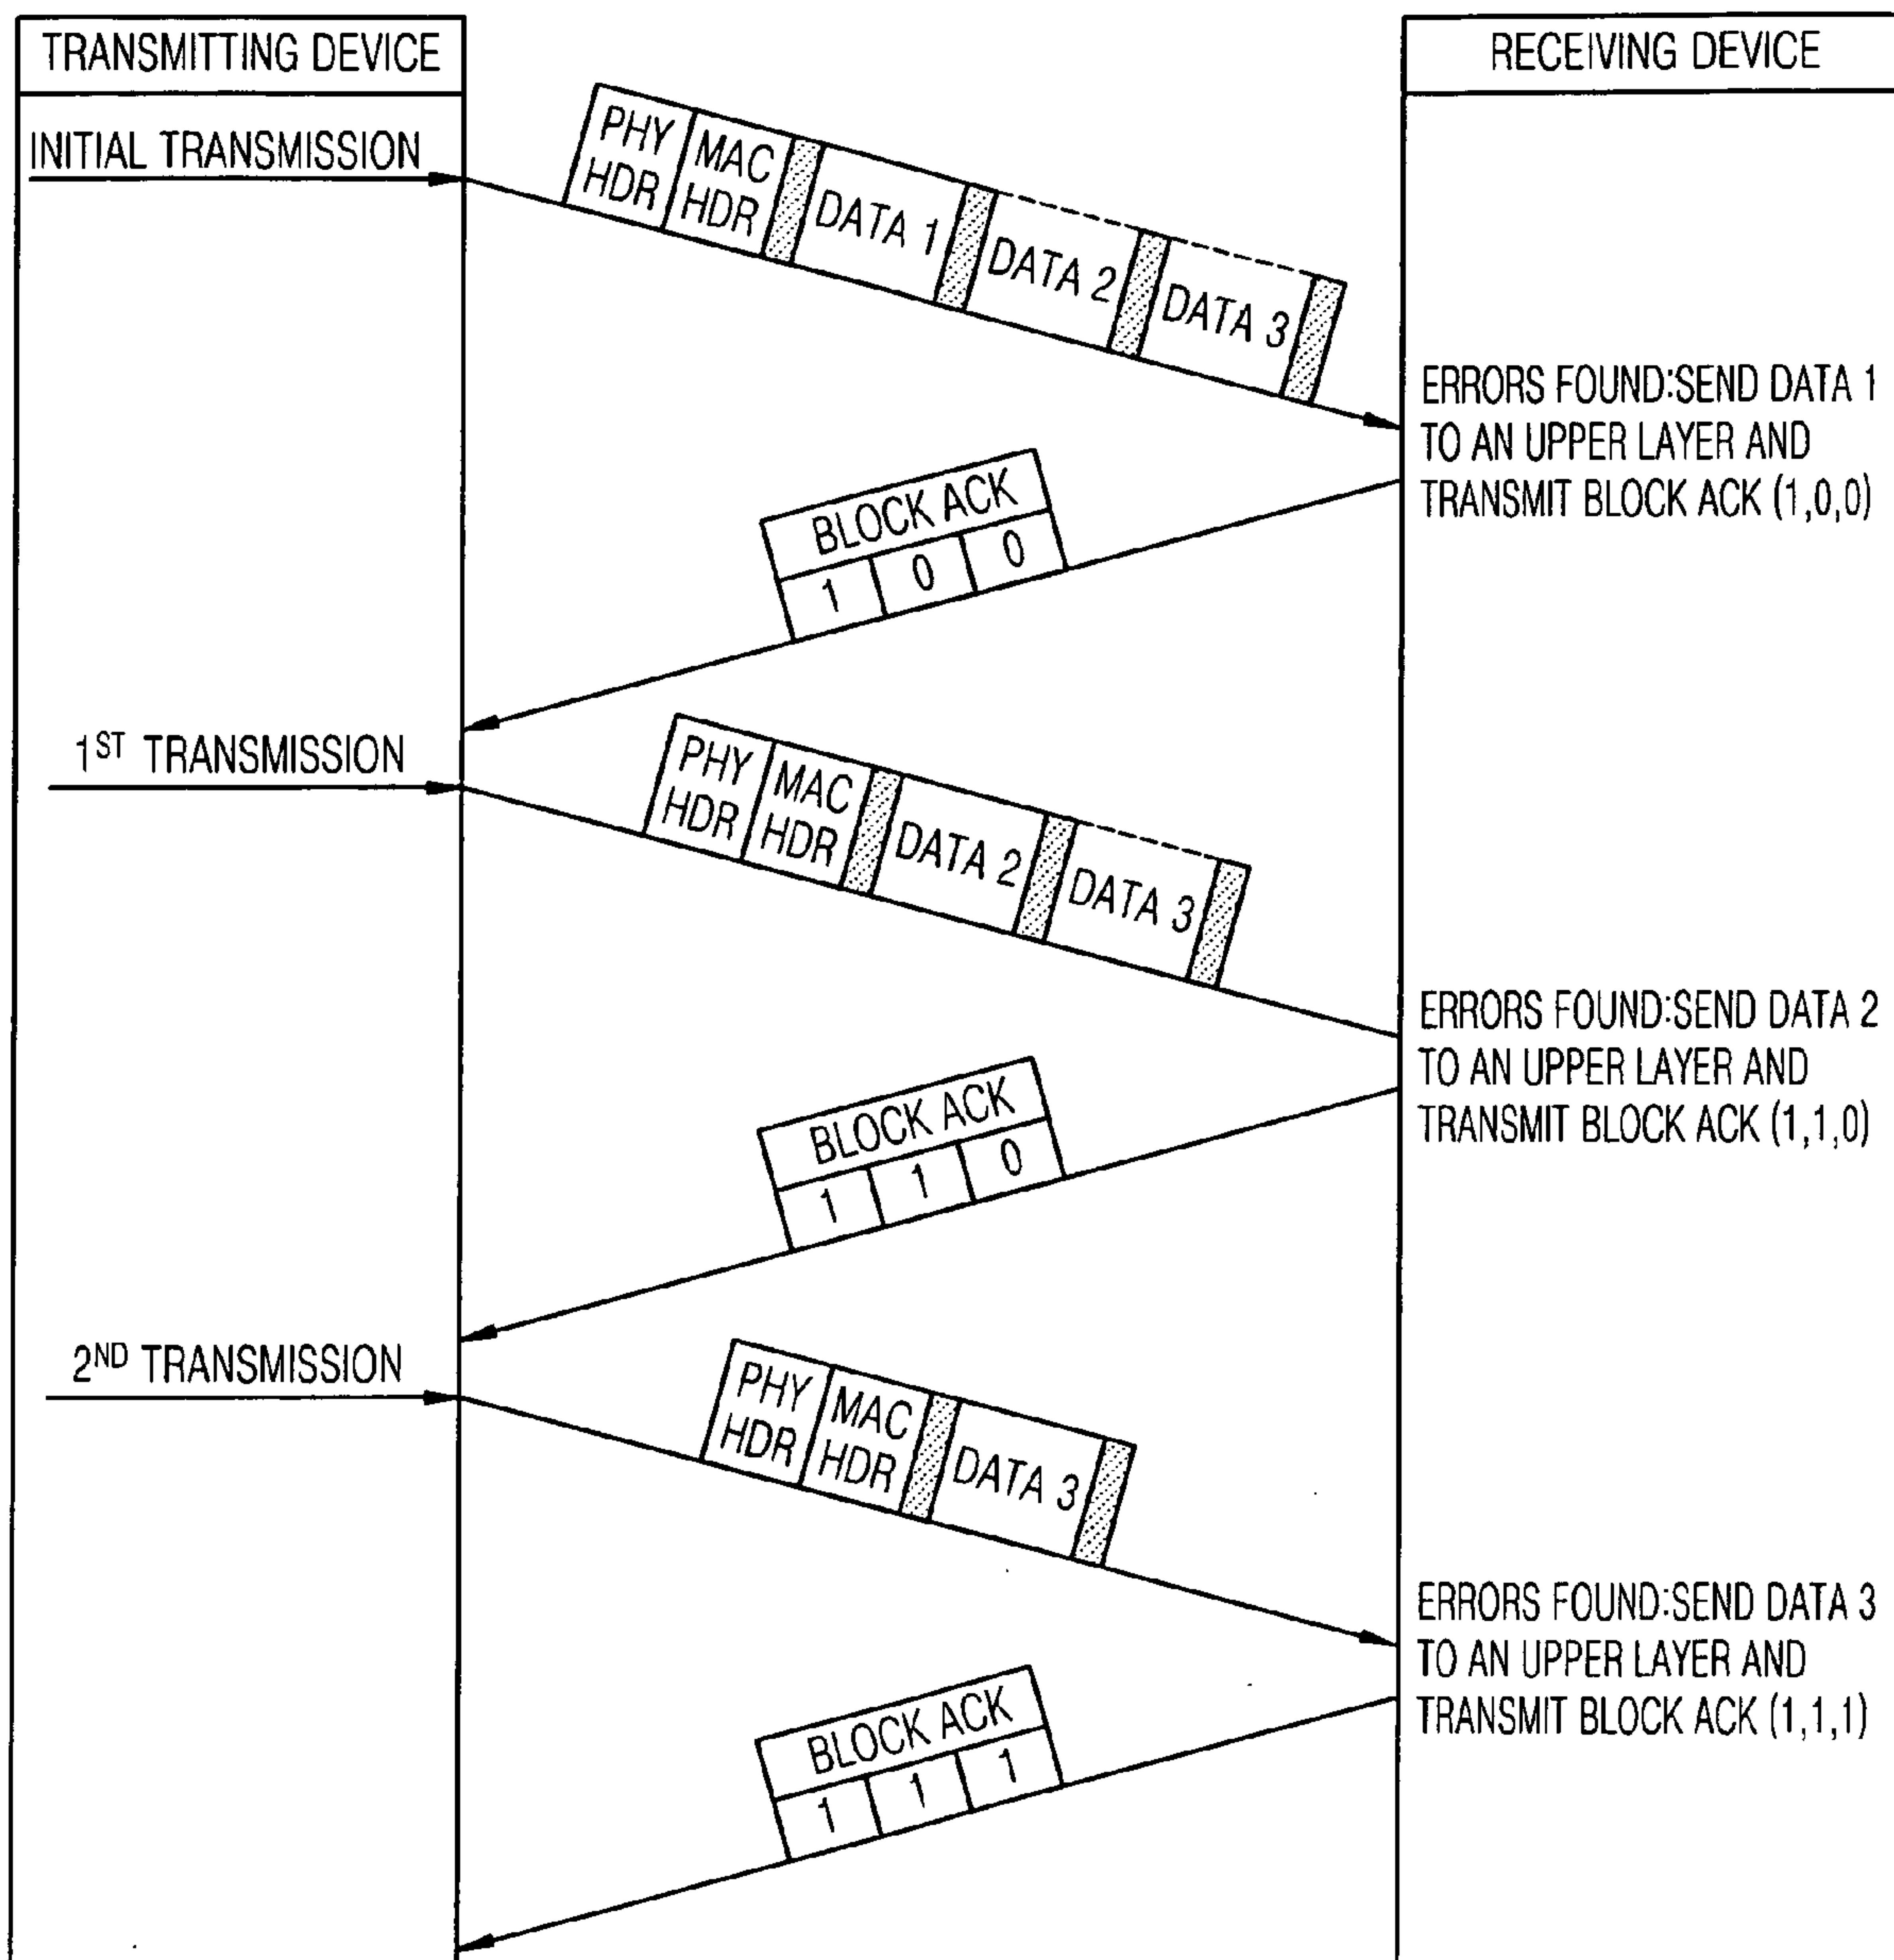 TRANSMITTING DEVICE
RECEIVING DEVICE
INITIAL TRANSMISSION
PHY HDR
MAC HDR
DATA 1
DATA 2
DATA 3
ERRORS FOUND:SEND DATA 1
TO AN UPPER LAYER AND
TRANSMIT BLOCK ACK (1,0,0)
BLOCK ACK
1 0 0
1ST TRANSMISSION
PHY HDR
MAC HDR
DATA 2
DATA 3
ERRORS FOUND:SEND DATA 2
TO AN UPPER LAYER AND
TRANSMIT BLOCK ACK (1,1,0)
BLOCK ACK
1 1 0
2ND TRANSMISSION
PHY HDR
MAC HDR
DATA 3
ERRORS FOUND:SEND DATA 3
TO AN UPPER LAYER AND
TRANSMIT BLOCK ACK (1,1,1)
BLOCK ACK
1 1 1